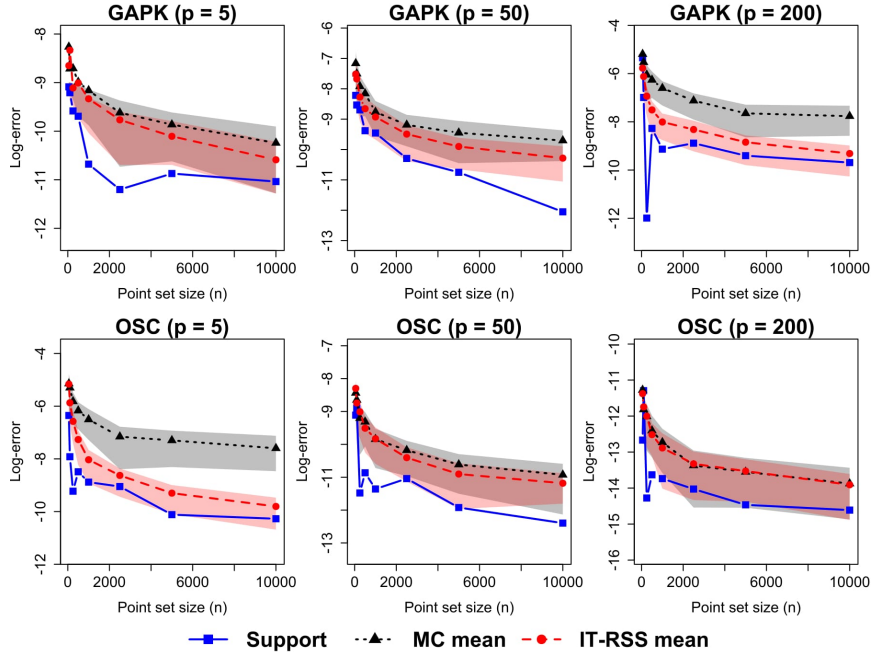 GAPK (p = 5)
GAPK (p = 50)
GAPK (p = 200)
Log-error
-8
-9
-10
-11
-12
0 2000 6000 10000
Point set size (n)
Log-error
-6
-7
-8
-9
-10
-11
-13
0 2000 6000 10000
Point set size (n)
Log-error
-4
-6
-8
-10
-12
0 2000 6000 10000
Point set size (n)
OSC (p = 5)
OSC (p = 50)
OSC (p = 200)
Log-error
-4
-6
-8
-10
-12
0 2000 6000 10000
Point set size (n)
Log-error
-7
-8
-9
-11
-13
0 2000 6000 10000
Point set size (n)
Log-error
-10
-11
-12
-13
-14
-15
-16
0 2000 6000 10000
Point set size (n)
Support MC mean IT-RSS mean